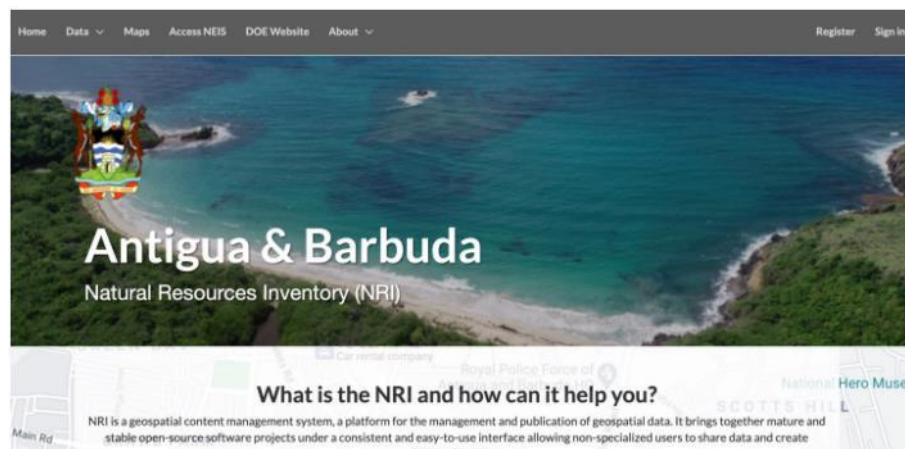 Home Data Maps Access NEIS DOE Website About Register Sign in
Antigua & Barbuda
Natural Resources Inventory (NRI)
Car rental company
Royal Police Force of
Antigua and Barbuda HQ
What is the NRI and how can it help you?
National Hero Muse
SCOTTS HILL
NRI is a geospatial content management system, a platform for the management and publication of geospatial data. It brings together mature and
Main Rd
stable open-source software projects under a consistent and easy-to-use interface allowing non-specialized users to share data and create